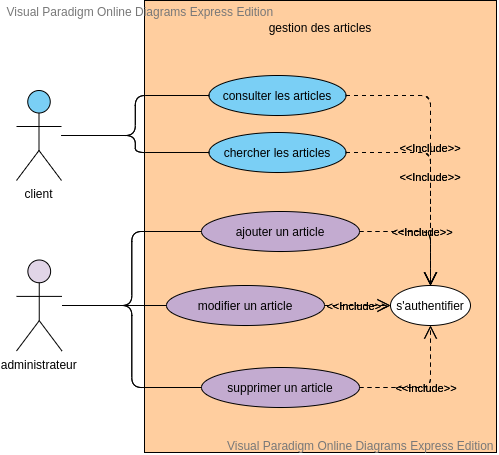 Visual Paradigm Online Diagrams Express Edition
gestion des articles
consulter les articles
<<Include>>
chercher les articles
<<Include>>
client
ajouter un article
<<Include>>
modifier un article
<<Include>>
s'authentifier
administrateur
supprimer un article
<<Include>>
Visual Paradigm Online Diagrams Express Edition